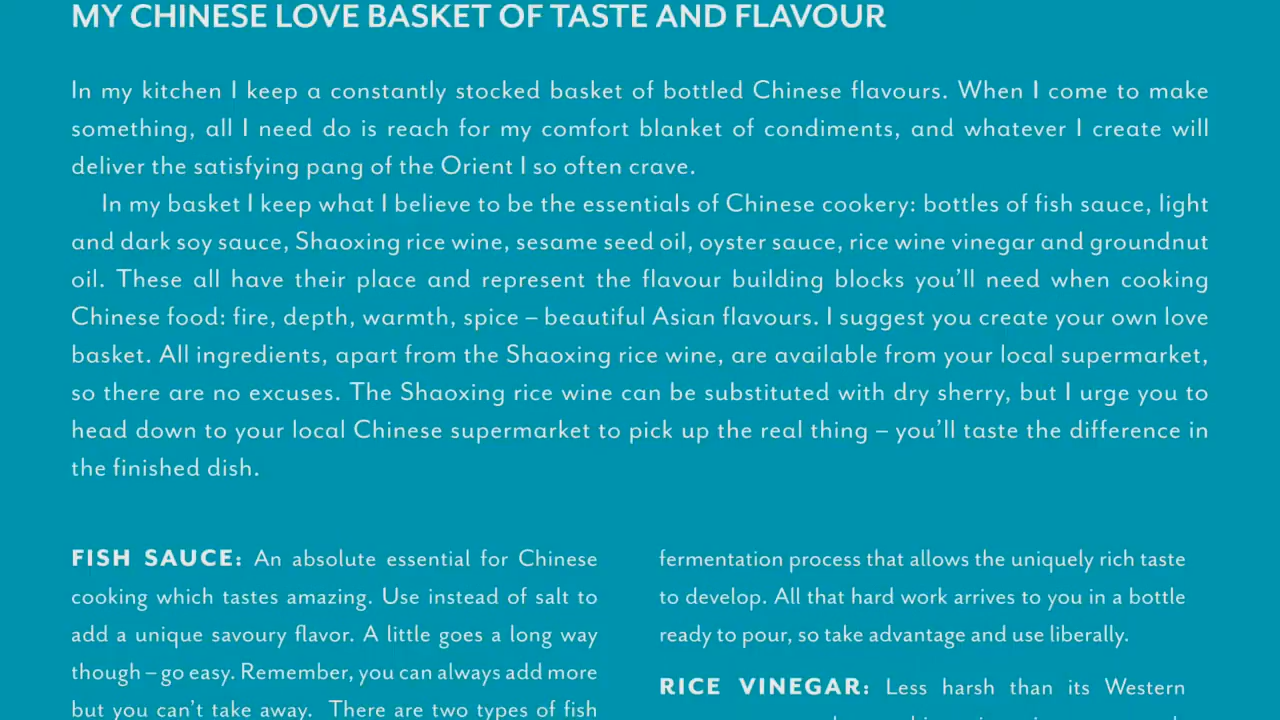 MY CHINESE LOVE BASKET OF TASTE AND FLAVOUR
In my kitchen I keep a constantly stocked basket of bottled Chinese flavours. When I come to make
something, all I need do is reach for my comfort blanket of condiments, and whatever I create will
deliver the satisfying pang of the Orient I so often crave.
In my basket I keep what I believe to be the essentials of Chinese cookery: bottles of fish sauce, light
and dark soy sauce, Shaoxing rice wine, sesame seed oil, oyster sauce, rice wine vinegar and groundnut
oil. These all have their place and represent the flavour building blocks you’ll need when cooking
Chinese food: fire, depth, warmth, spice – beautiful Asian flavours. I suggest you create your own love
basket. All ingredients, apart from the Shaoxing rice wine, are available from your local supermarket,
so there are no excuses. The Shaoxing rice wine can be substituted with dry sherry, but I urge you to
head down to your local Chinese supermarket to pick up the real thing – you’ll taste the difference in
the finished dish.
FISH SAUCE: An absolute essential for Chinese
cooking which tastes amazing. Use instead of salt to
add a unique savoury flavor. A little goes a long way
though – go easy. Remember, you can always add more
but you can’t take away. There are two types of fish
fermentation process that allows the uniquely rich taste
to develop. All that hard work arrives to you in a bottle
ready to pour, so take advantage and use liberally.
RICE VINEGAR: Less harsh than its Western